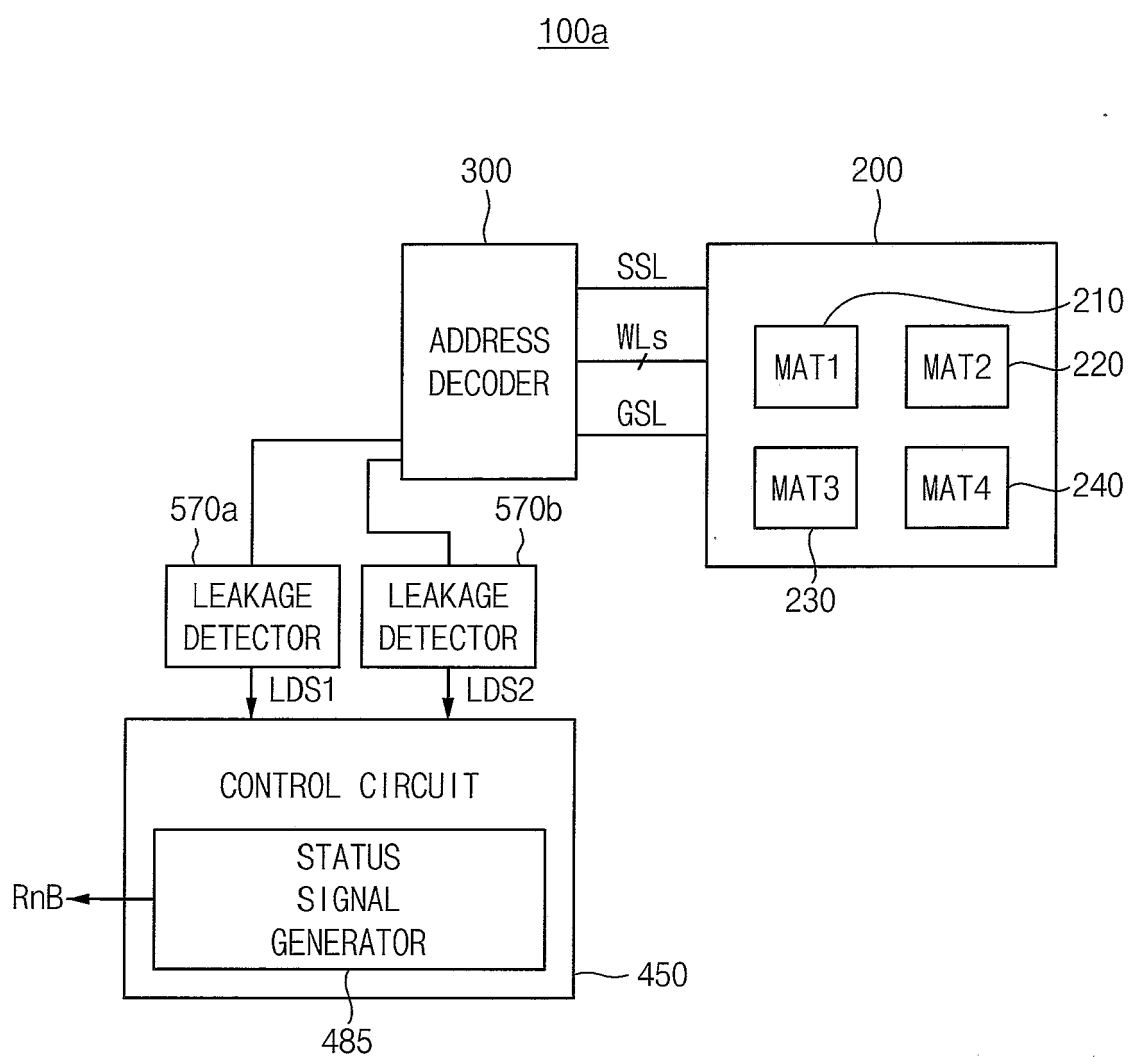 100a
300
200
ADDRESS
DECODER
SSL
WLs
GSL
210
MAT1
MAT2
220
MAT3
MAT4
240
230
570a
570b
LEAKAGE
DETECTOR
LEAKAGE
DETECTOR
LDS1
LDS2
CONTROL CIRCUIT
STATUS
SIGNAL
GENERATOR
RnB
450
485